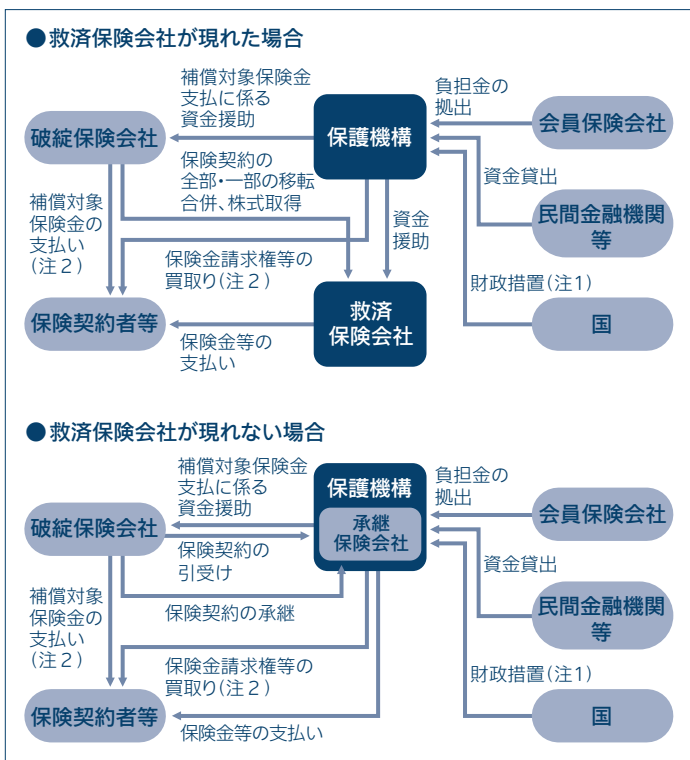 ●救済保険会社が現れた場合
補償対象保険金
支払に係る
資金援助
負担金の
拠出
破綻保険会社
保護機構
会員保険会社
保険契約の
全部・一部の移転
合併、株式取得
資金貸出
補償対象
保険金の
支払い
(注２)
資金
援助
民間金融機関
等
保険金請求権等の
買取り(注２)
財政措置(注1)
保険契約者等
救済
保険会社
国
保険金等の
支払い
●救済保険会社が現れない場合
補償対象保険金
支払に係る
資金援助
保護機構
負担金の
拠出
破綻保険会社
承継
保険会社
会員保険会社
保険契約の
引受け
資金貸出
補償対象
保険金の
支払い
(注２)
保険契約の承継
民間金融機関
等
保険金請求権等の
買取り(注２)
財政措置(注1)
保険契約者等
国
保険金等の支払い